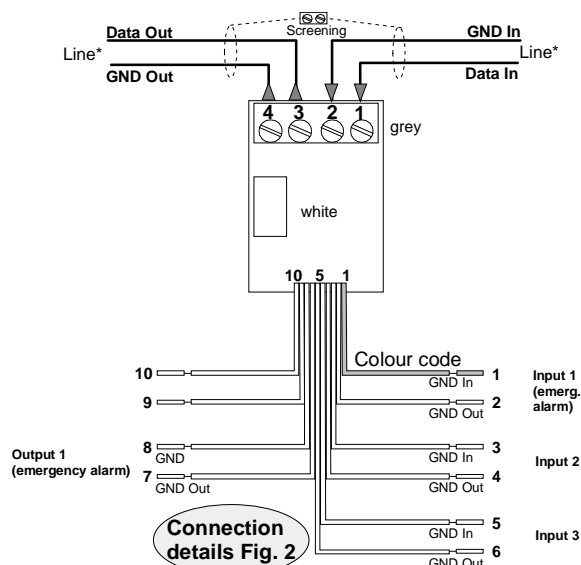 Data Out
Screening
GND In
Line*
Line*
GND Out
Data In
4 3 2 1
grey
white
10 5 1
Colour code
10
1
GND In
Input 1
(emerg.
alarm)
9
2
GND Out
Output 1
(emergency alarm)
8
GND
3
GND In
Input 2
7
GND Out
4
GND Out
Connection
details Fig. 2
5
GND In
Input 3
6
GND Out